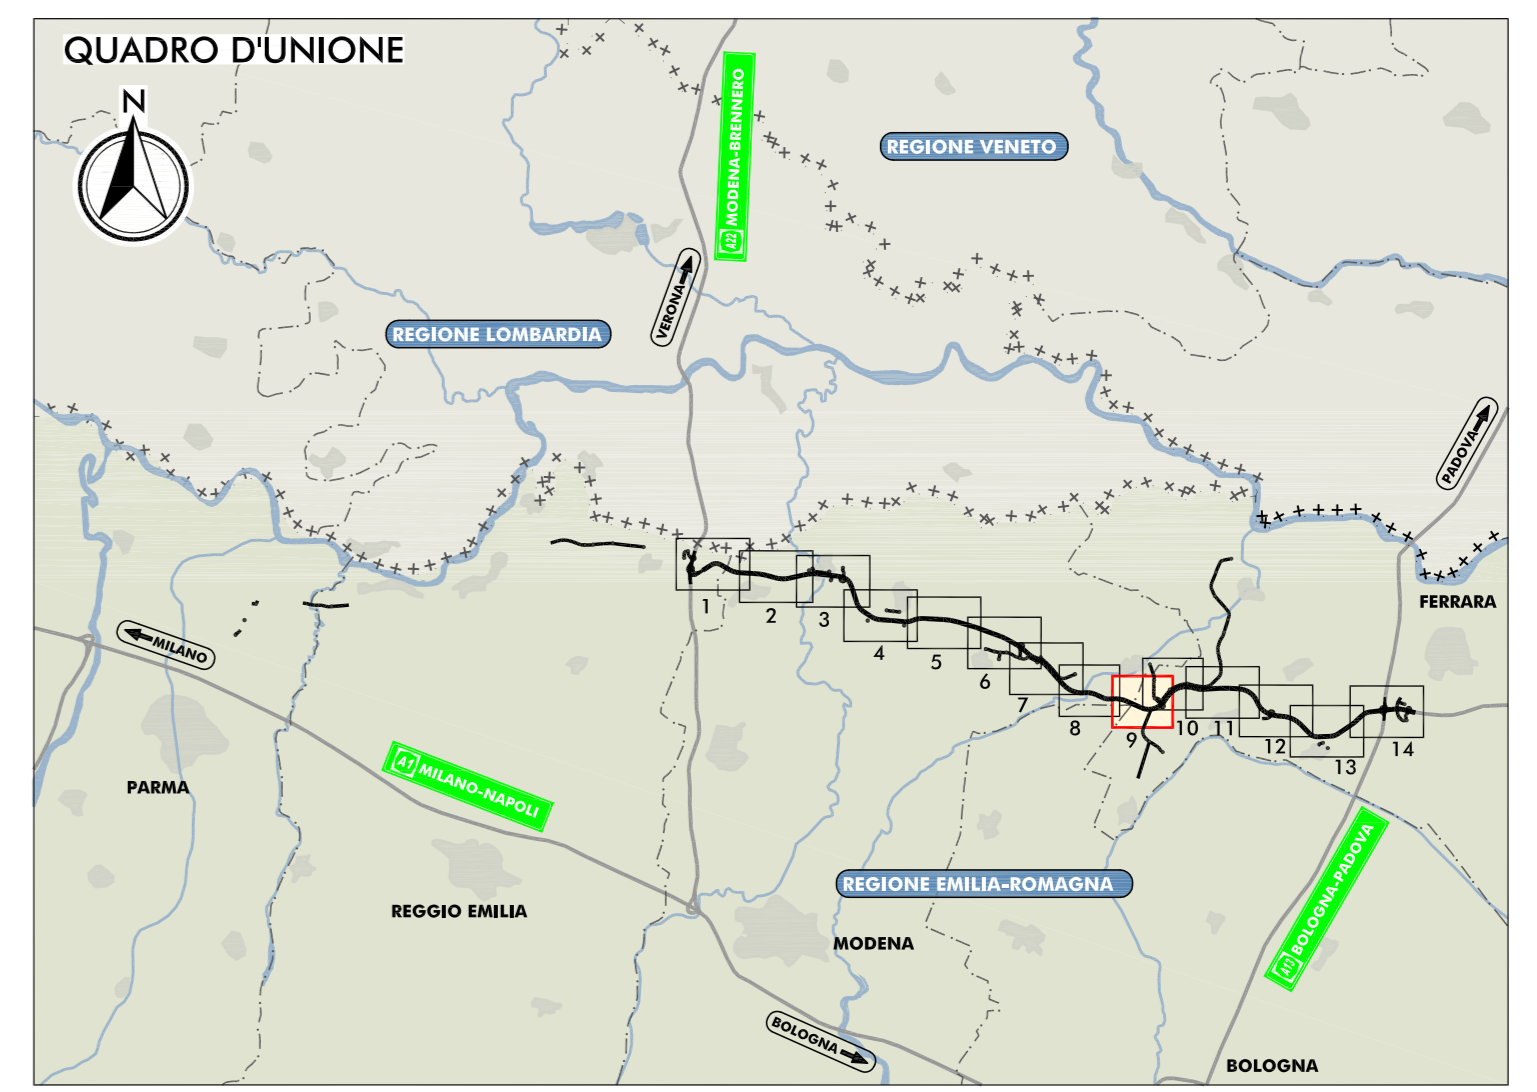 QUADRO D'UNIONE
N
A22 MODENA-BRENNERO
REGIONE VENETO
VERONA
REGIONE LOMBARDIA
PADOVA
FERRARA
MILANO
1
2
3
4
5
6
7
8
9
10
11
12
13
14
PARMA
A1 MILANO-NAPOLI
REGIONE EMILIA-ROMAGNA
A13 BOLOGNA-PADOVA
REGGIO EMILIA
MODENA
BOLOGNA
BOLOGNA